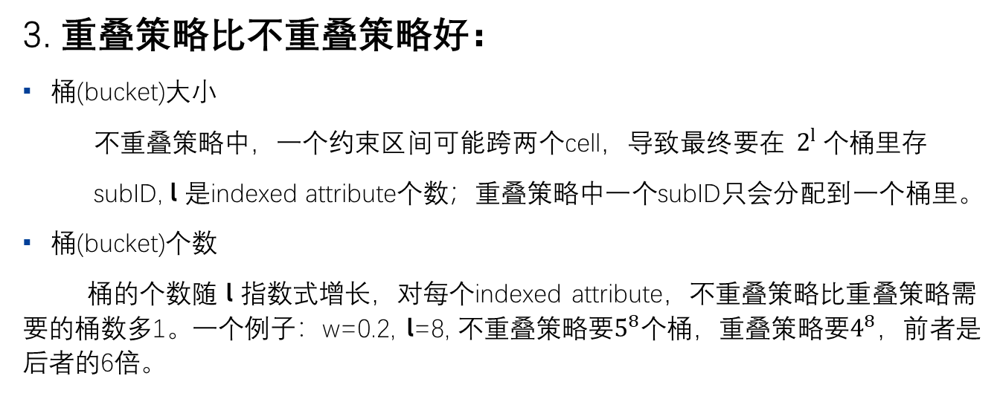 3. 重叠策略比不重叠策略好：
▪ 桶(bucket)大小
不重叠策略中，一个约束区间可能跨两个cell，导致最终要在 2^l 个桶里存
subID, l 是indexed attribute个数；重叠策略中一个subID只会分配到一个桶里。
▪ 桶(bucket)个数
桶的个数随 l 指数式增长，对每个indexed attribute，不重叠策略比重叠策略需
要的桶数多1。一个例子：w=0.2, l=8, 不重叠策略要5^8个桶，重叠策略要4^8，前者是
后者的6倍。